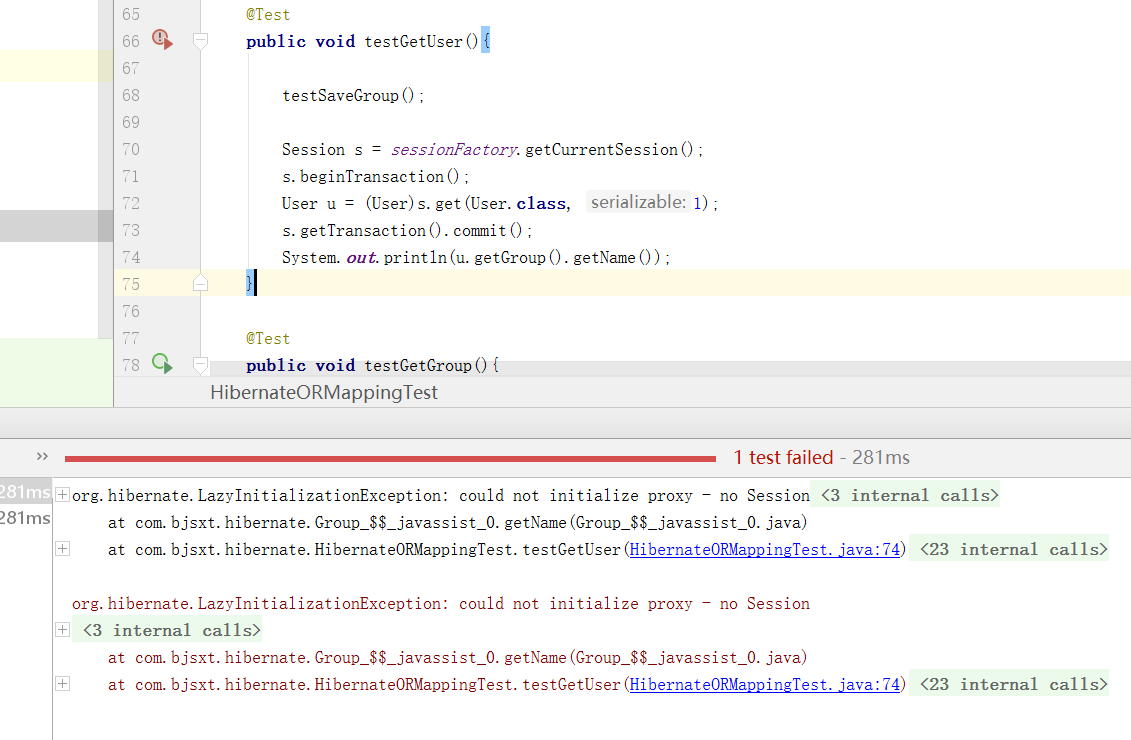 65 @Test
66 public void testGetUser(){
67
68 testSaveGroup();
69
70 Session s = sessionFactory.getCurrentSession();
71 s.beginTransaction();
72 User u = (User)s.get(User.class, serializable: 1);
73 s.getTransaction().commit();
74 System.out.println(u.getGroup().getName());
75 }
76
77 @Test
78 public void testGetGroup(){
HibernateORMappingTest
» 1 test failed - 281ms
281ms
281ms
org.hibernate.LazyInitializationException: could not initialize proxy - no Session <3 internal calls>
at com.bjsxt.hibernate.Group_$$_javassist_0.getName(Group_$$_javassist_0.java)
at com.bjsxt.hibernate.HibernateORMappingTest.testGetUser(HibernateORMappingTest.java:74) <23 internal calls>
org.hibernate.LazyInitializationException: could not initialize proxy - no Session
<3 internal calls>
at com.bjsxt.hibernate.Group_$$_javassist_0.getName(Group_$$_javassist_0.java)
at com.bjsxt.hibernate.HibernateORMappingTest.testGetUser(HibernateORMappingTest.java:74) <23 internal calls>